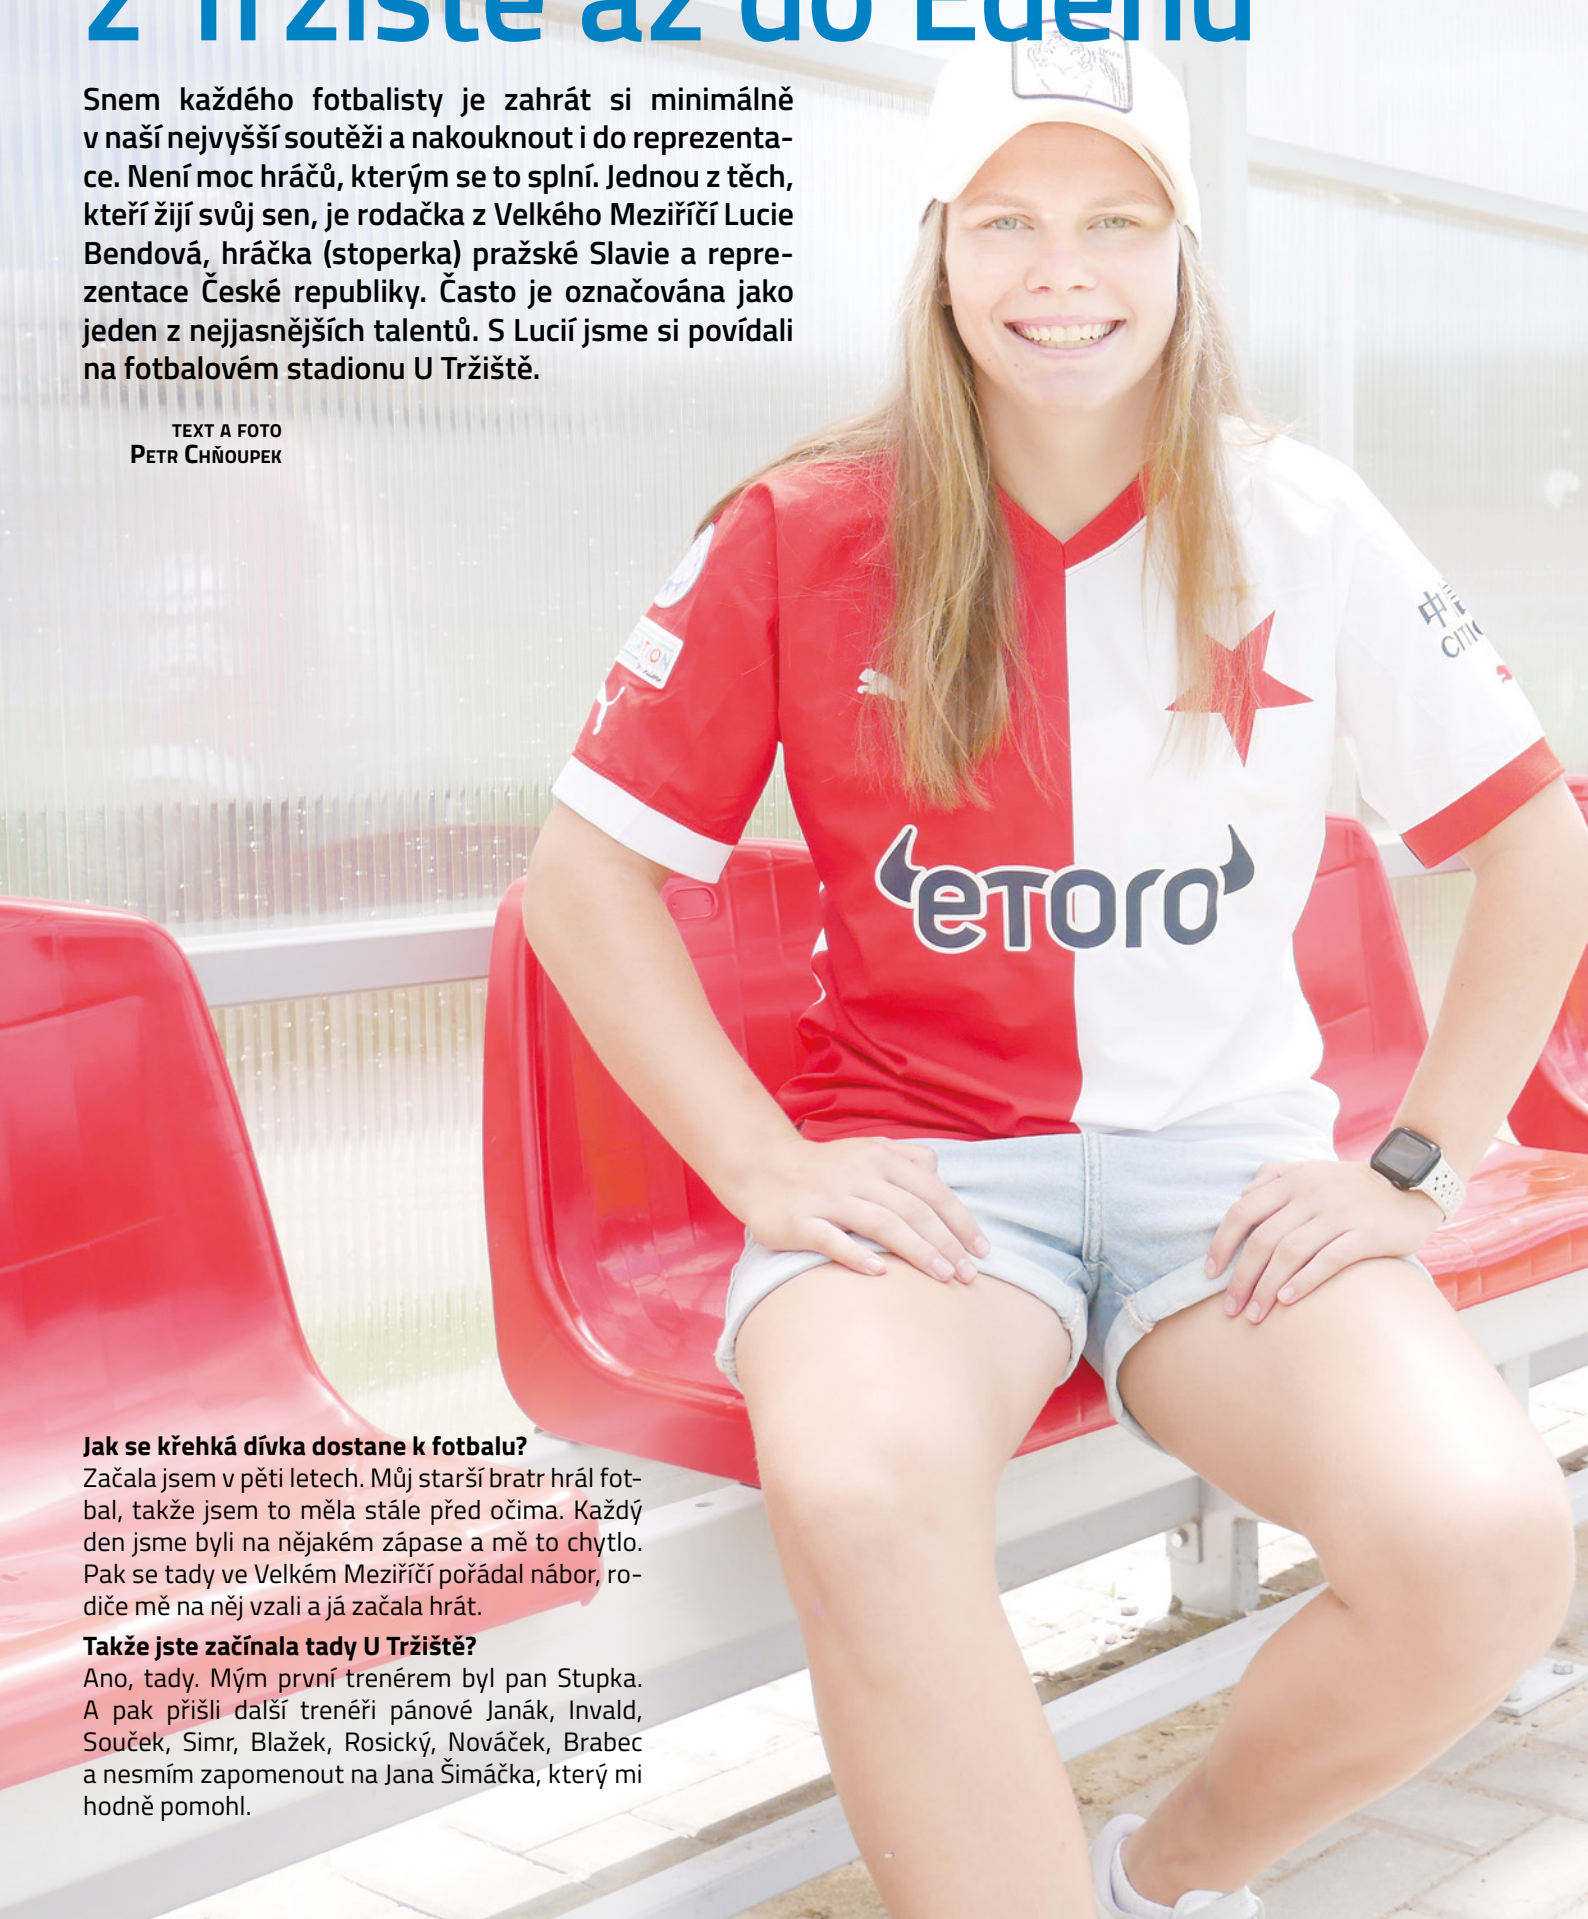 z Tržiště až do Edenu
Snem každého fotbalisty je zahrát si minimálně
v naší nejvyšší soutěži a nakouknout i do reprezenta-
ce. Není moc hráčů, kterým se to splní. Jednou z těch,
kteří žijí svůj sen, je rodačka z Velkého Meziříčí Lucie
Bendová, hráčka (stoperka) pražské Slavie a repre-
zentace České republiky. Často je označována jako
jeden z nejjasnějších talentů. S Lucií jsme si povídali
na fotbalovém stadionu U Tržiště.
TEXT A FOTO
PETR CHŇOUPEK
eToro
Jak se křehká dívka dostane k fotbalu?
Začala jsem v pěti letech. Můj starší bratr hrál fot-
bal, takže jsem to měla stále před očima. Každý
den jsme byli na nějakém zápase a mě to chytlo.
Pak se tady ve Velkém Meziříčí pořádal nábor, ro-
diče mě na něj vzali a já začala hrát.
Takže jste začínala tady U Tržiště?
Ano, tady. Mým první trenérem byl pan Stupka.
A pak přišli další trenéři pánové Janák, Invald,
Souček, Simr, Blažek, Rosický, Nováček, Brabec
a nesmím zapomenout na Jana Šimáčka, který mi
hodně pomohl.